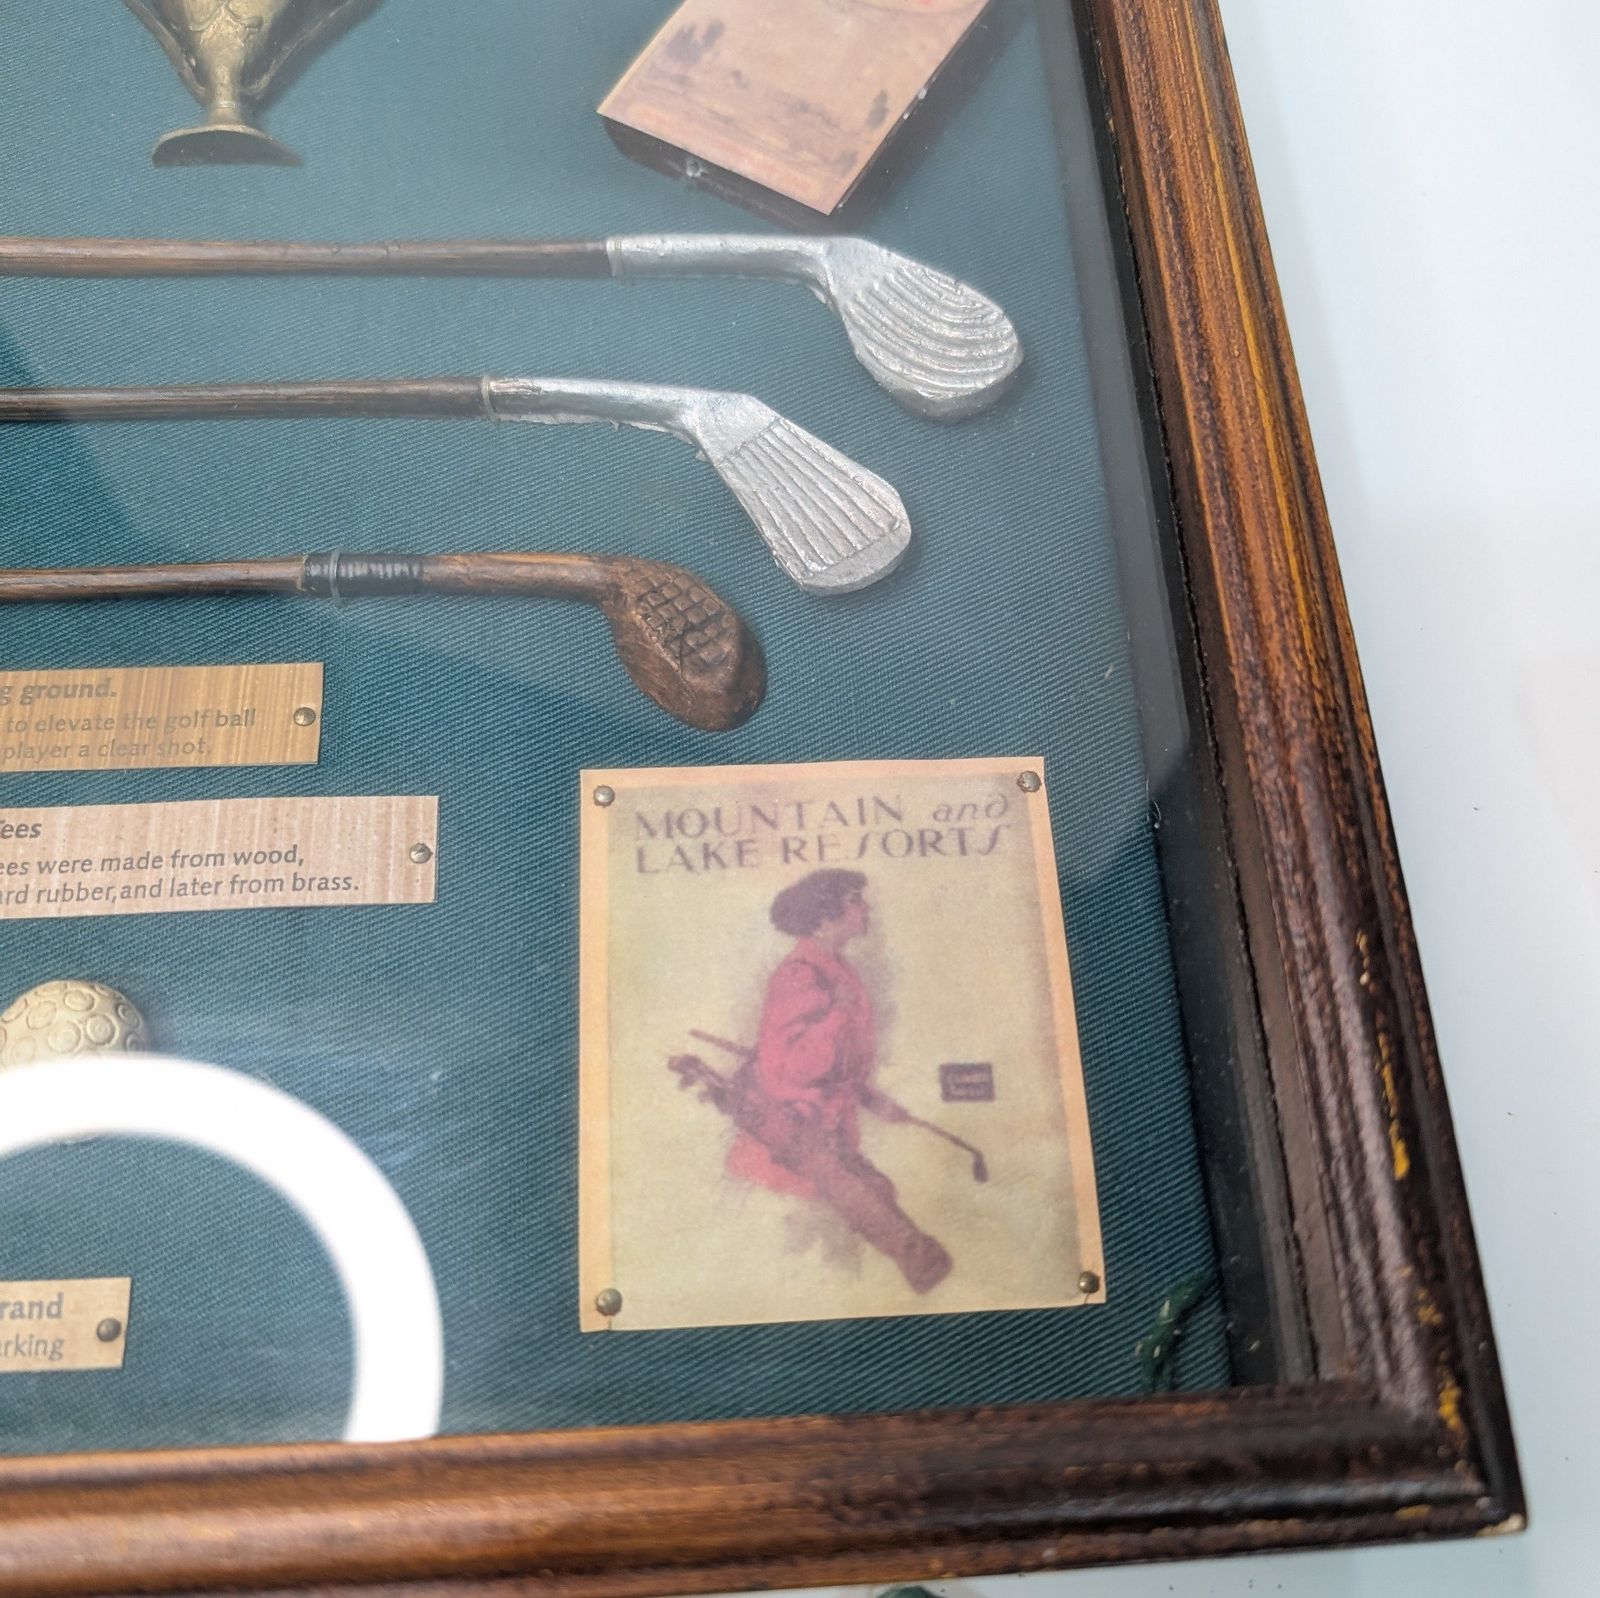 g ground.
to elevate the golf ball
player a clear shot.
Tees
ees were made from wood,
ard rubber, and later from brass.
MOUNTAIN and
LAKE RESORTS
rand
arking